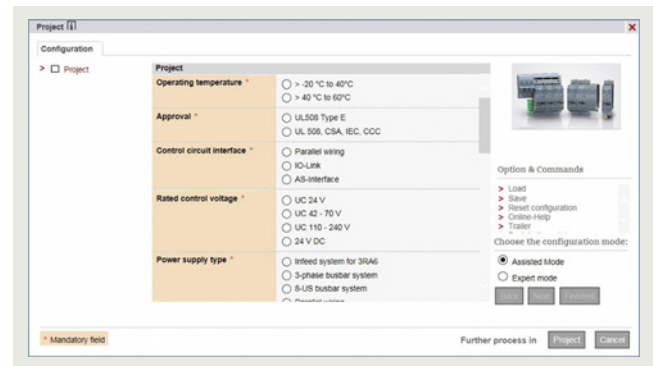 Project i
Configuration
> Project
Project
Operating temperature *
> -20 °C to 40°C
> 40 °C to 60°C
Approval *
UL508 Type E
UL 508, CSA, IEC, CCC
Control circuit interface *
Parallel wiring
IO-Link
AS-Interface
Rated control voltage *
UC 24 V
UC 42 - 70 V
UC 110 - 240 V
24 V DC
Power supply type *
Infeed system for 3RA6
3-phase busbar system
8-US busbar system
Parallel wiring
Option & Commands
> Load
> Save
> Reset configuration
> Online-Help
> Trailer
Choose the configuration mode:
Assisted Mode
Expert mode
Back Next Finished
* Mandatory field
Further process in Project Cancel